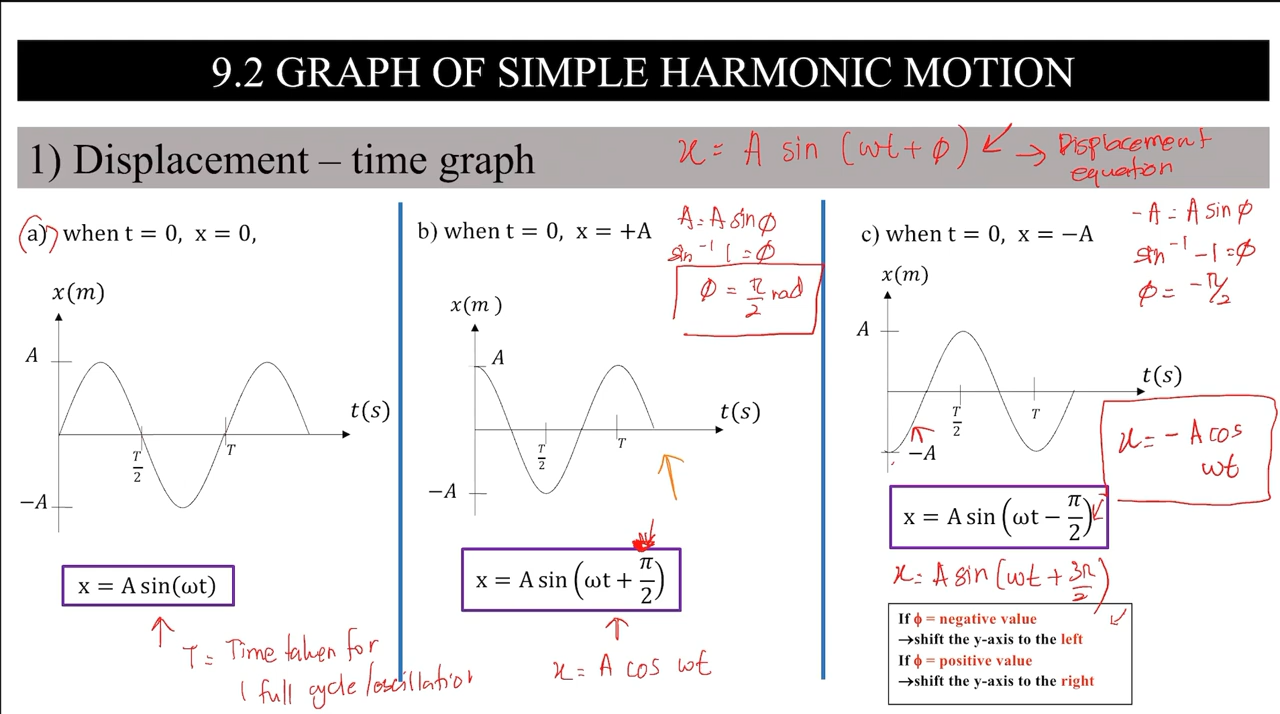 9.2 GRAPH OF SIMPLE HARMONIC MOTION
1) Displacement – time graph
x = A sin (ωt + ϕ) → Displacement
equation
a) when t = 0, x = 0,
x(m)
A
t(s)
T/2
T
−A
x = A sin(ωt)
T = Time taken for
1 full cycle/oscillation
b) when t = 0, x = +A
A = A sin ϕ
sin⁻¹ 1 = ϕ
ϕ = π/2 rad
x(m)
A
t(s)
T/2
T
−A
x = A sin (ωt + π/2)
x = A cos ωt
c) when t = 0, x = −A
-A = A sin ϕ
sin⁻¹ -1 = ϕ
ϕ = -π/2
x(m)
A
t(s)
T/2
T
−A
x = - A cos
ωt
x = A sin (ωt − π/2)
x = A sin (ωt + 3π/2)
If ϕ = negative value
→shift the y-axis to the left
If ϕ = positive value
→shift the y-axis to the right